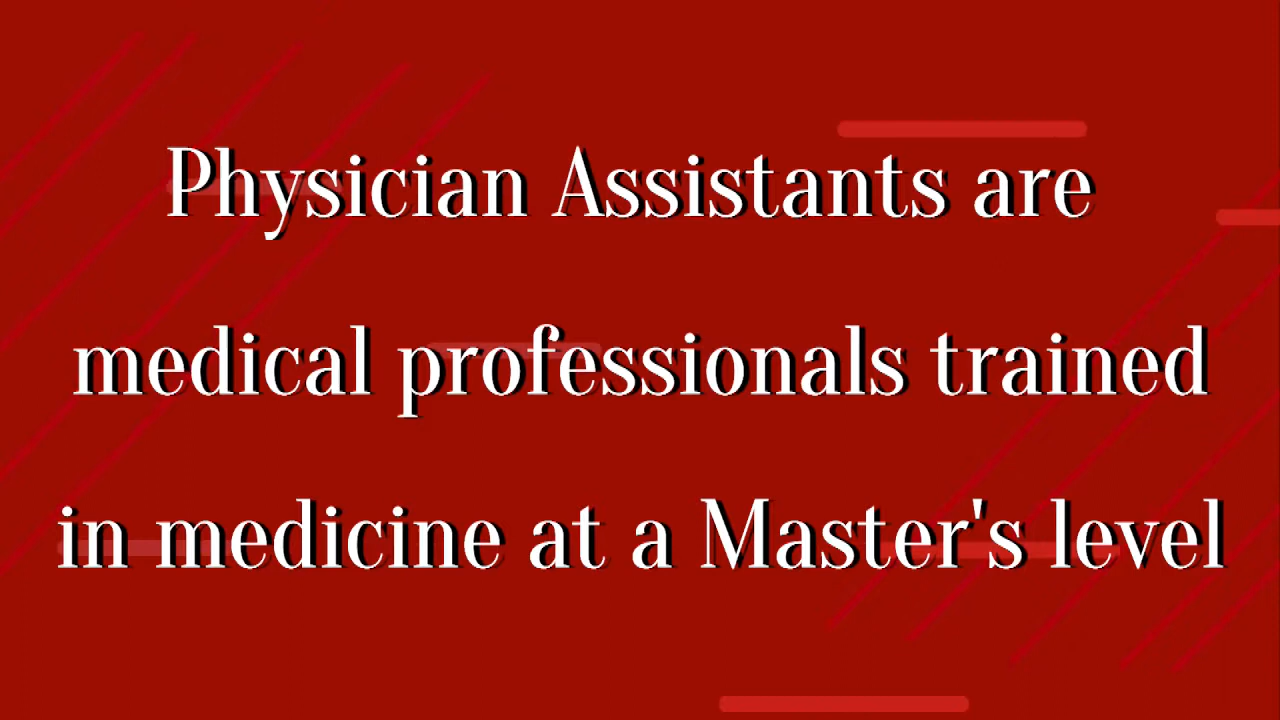 Physician Assistants are
medical professionals trained
in medicine at a Master's level